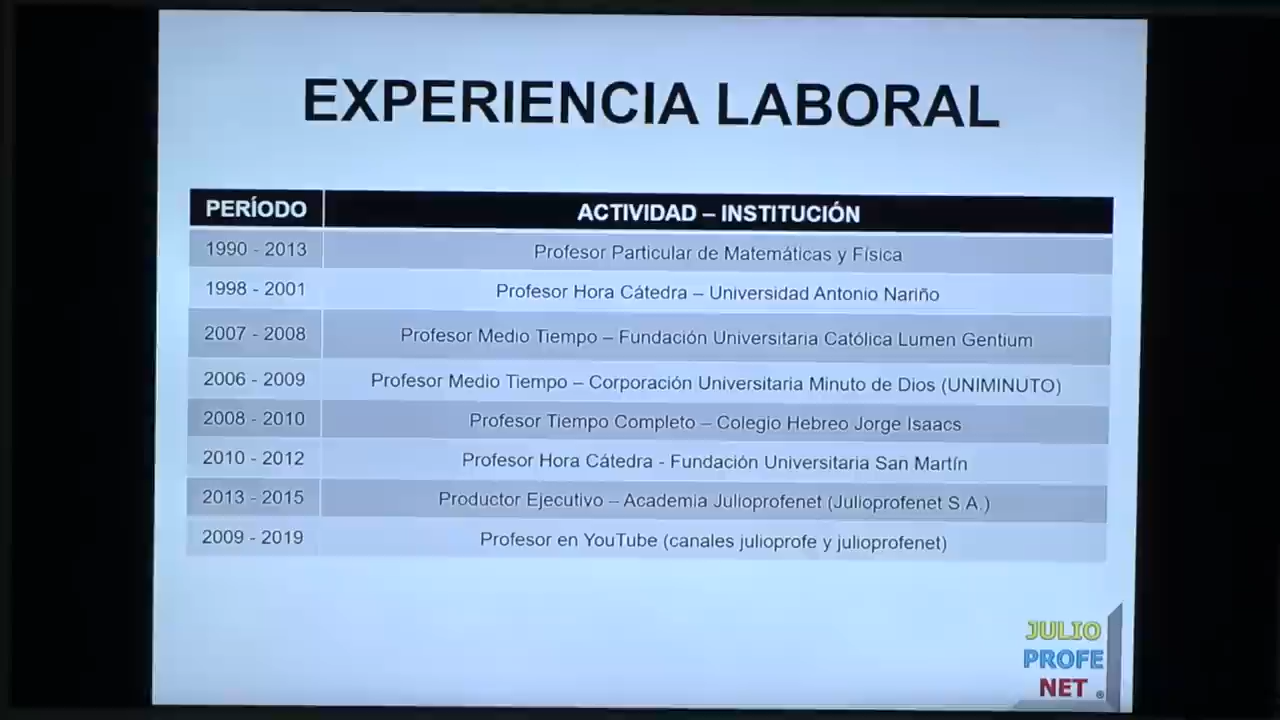 EXPERIENCIA LABORAL
PERÍODO ACTIVIDAD – INSTITUCIÓN
1990 - 2013 Profesor Particular de Matemáticas y Física
1998 - 2001 Profesor Hora Cátedra – Universidad Antonio Nariño
2007 - 2008 Profesor Medio Tiempo – Fundación Universitaria Católica Lumen Gentium
2006 - 2009 Profesor Medio Tiempo – Corporación Universitaria Minuto de Dios (UNIMINUTO)
2008 - 2010 Profesor Tiempo Completo – Colegio Hebreo Jorge Isaacs
2010 - 2012 Profesor Hora Cátedra - Fundación Universitaria San Martín
2013 - 2015 Productor Ejecutivo – Academia Julioprofenet (Julioprofenet S.A.)
2009 - 2019 Profesor en YouTube (canales julioprofe y julioprofenet)
JULIO
PROFE
NET ®